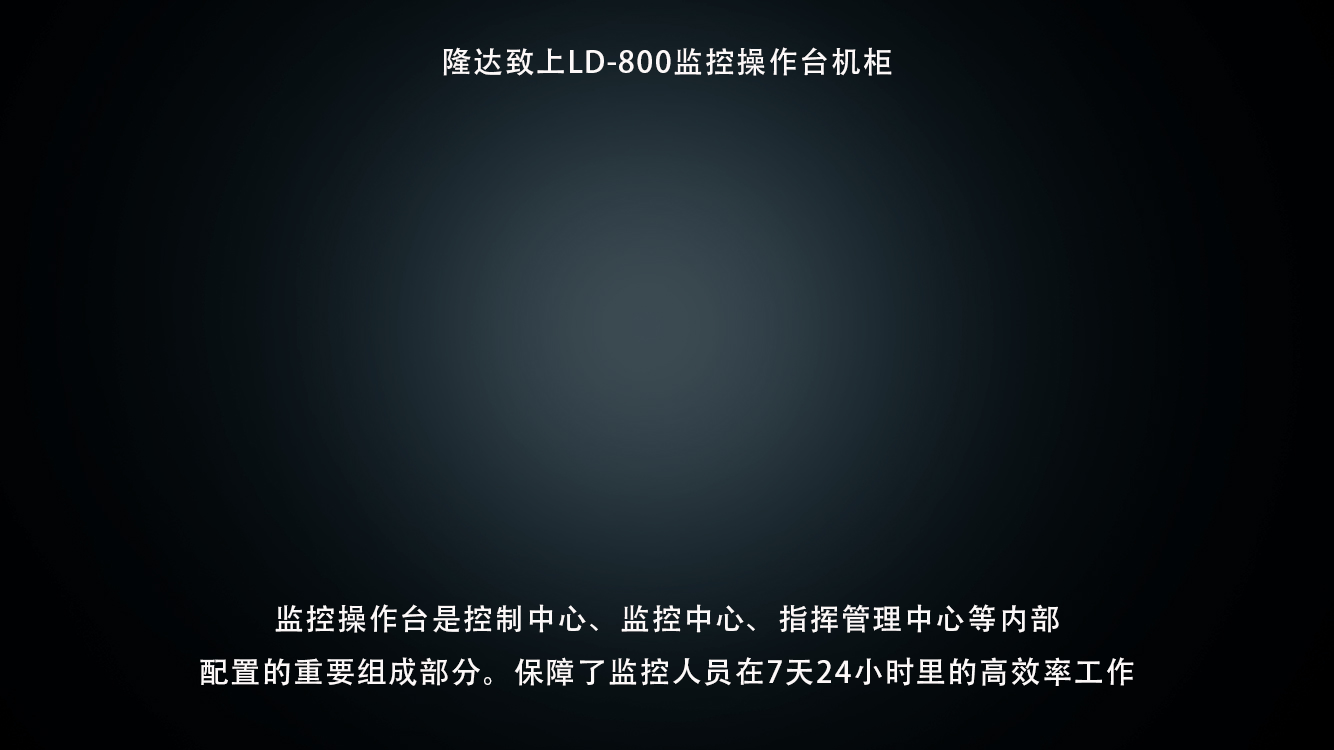 隆达致上LD-800监控操作台机柜
监控操作台是控制中心、监控中心、指挥管理中心等内部
配置的重要组成部分。保障了监控人员在7天24小时里的高效率工作